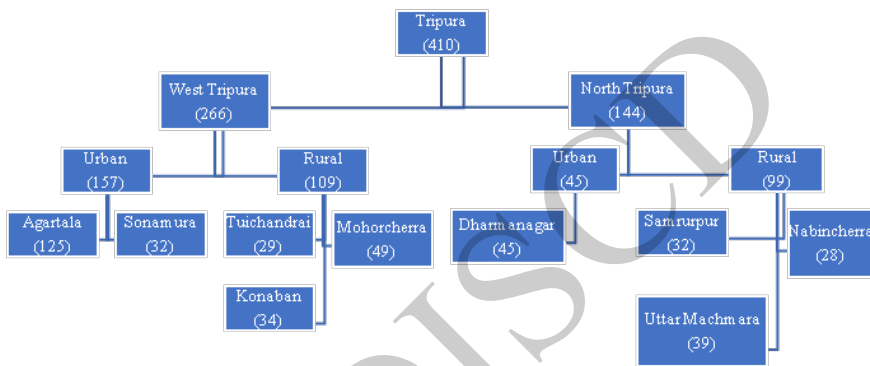 Tripura
(410)
West Tripura
(266)
North Tripura
(144)
Urban
(157)
Rural
(109)
Urban
(45)
Rural
(99)
Agartala
(125)
Sonamura
(32)
Tuichandrai
(29)
Mohorcherra
(49)
Dharmanagar
(45)
Samrurpur
(32)
Nabincherra
(28)
Konaban
(34)
Uttar Machmara
(39)
DISCD